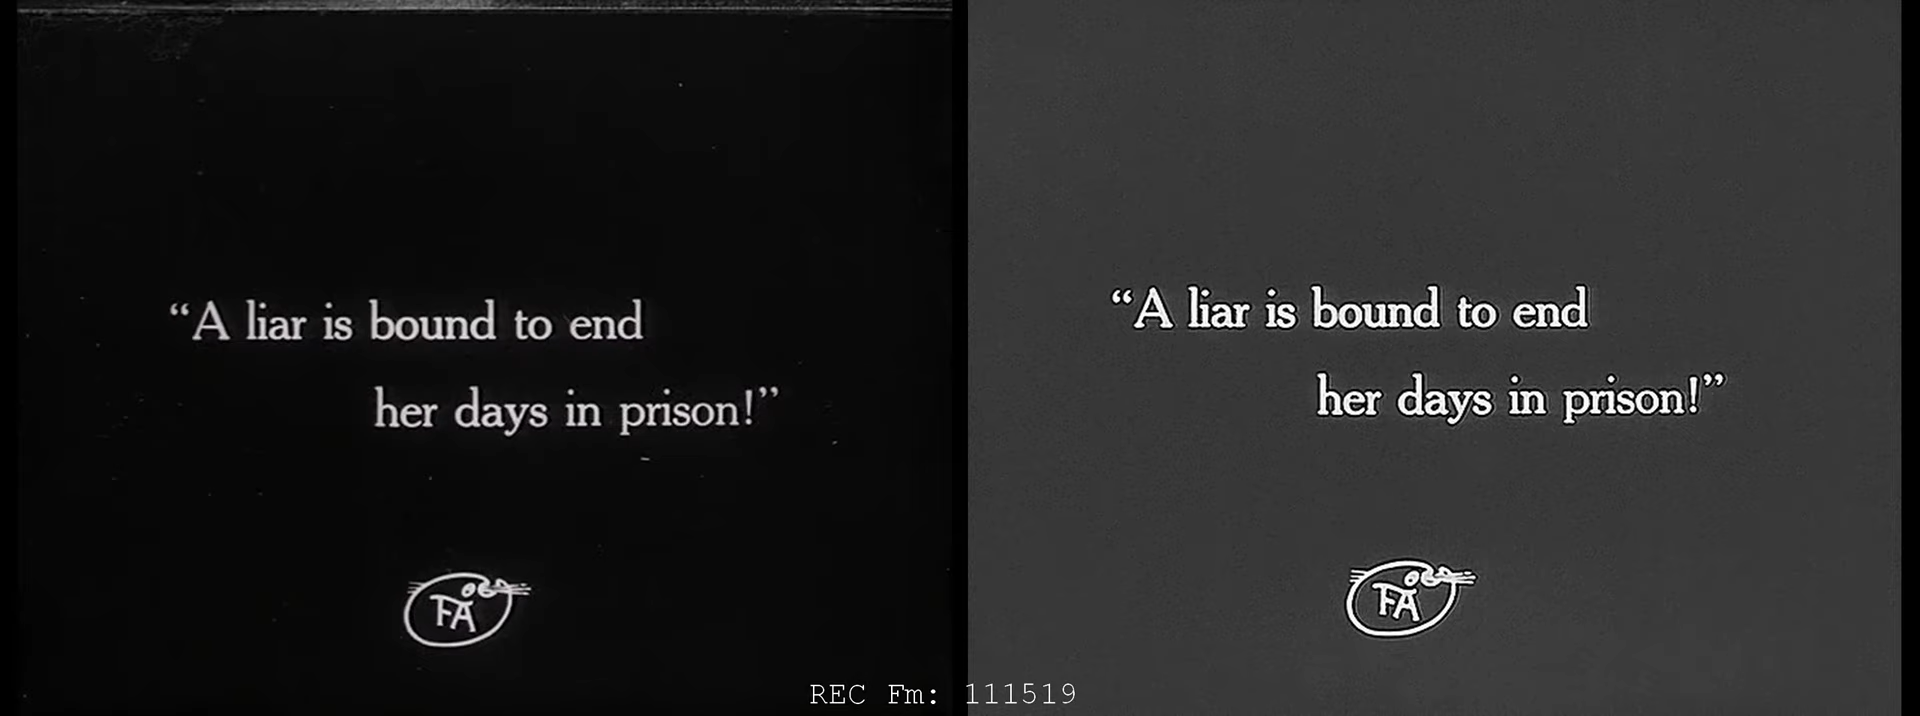 “A liar is bound to end
her days in prison!”
FA
“A liar is bound to end
her days in prison!”
FA
REC Fm: 111519